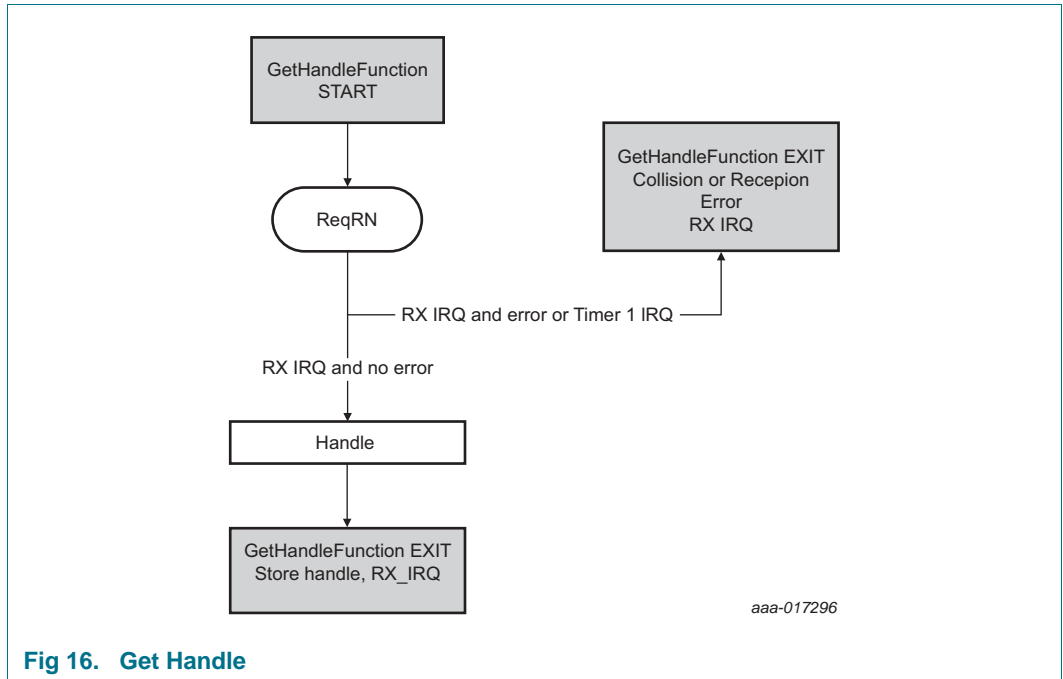 GetHandleFunction
START
GetHandleFunction EXIT
Collision or Recepion
Error
RX IRQ
ReqRN
RX IRQ and error or Timer 1 IRQ
RX IRQ and no error
Handle
GetHandleFunction EXIT
Store handle, RX_IRQ
aaa-017296
Fig 16. Get Handle